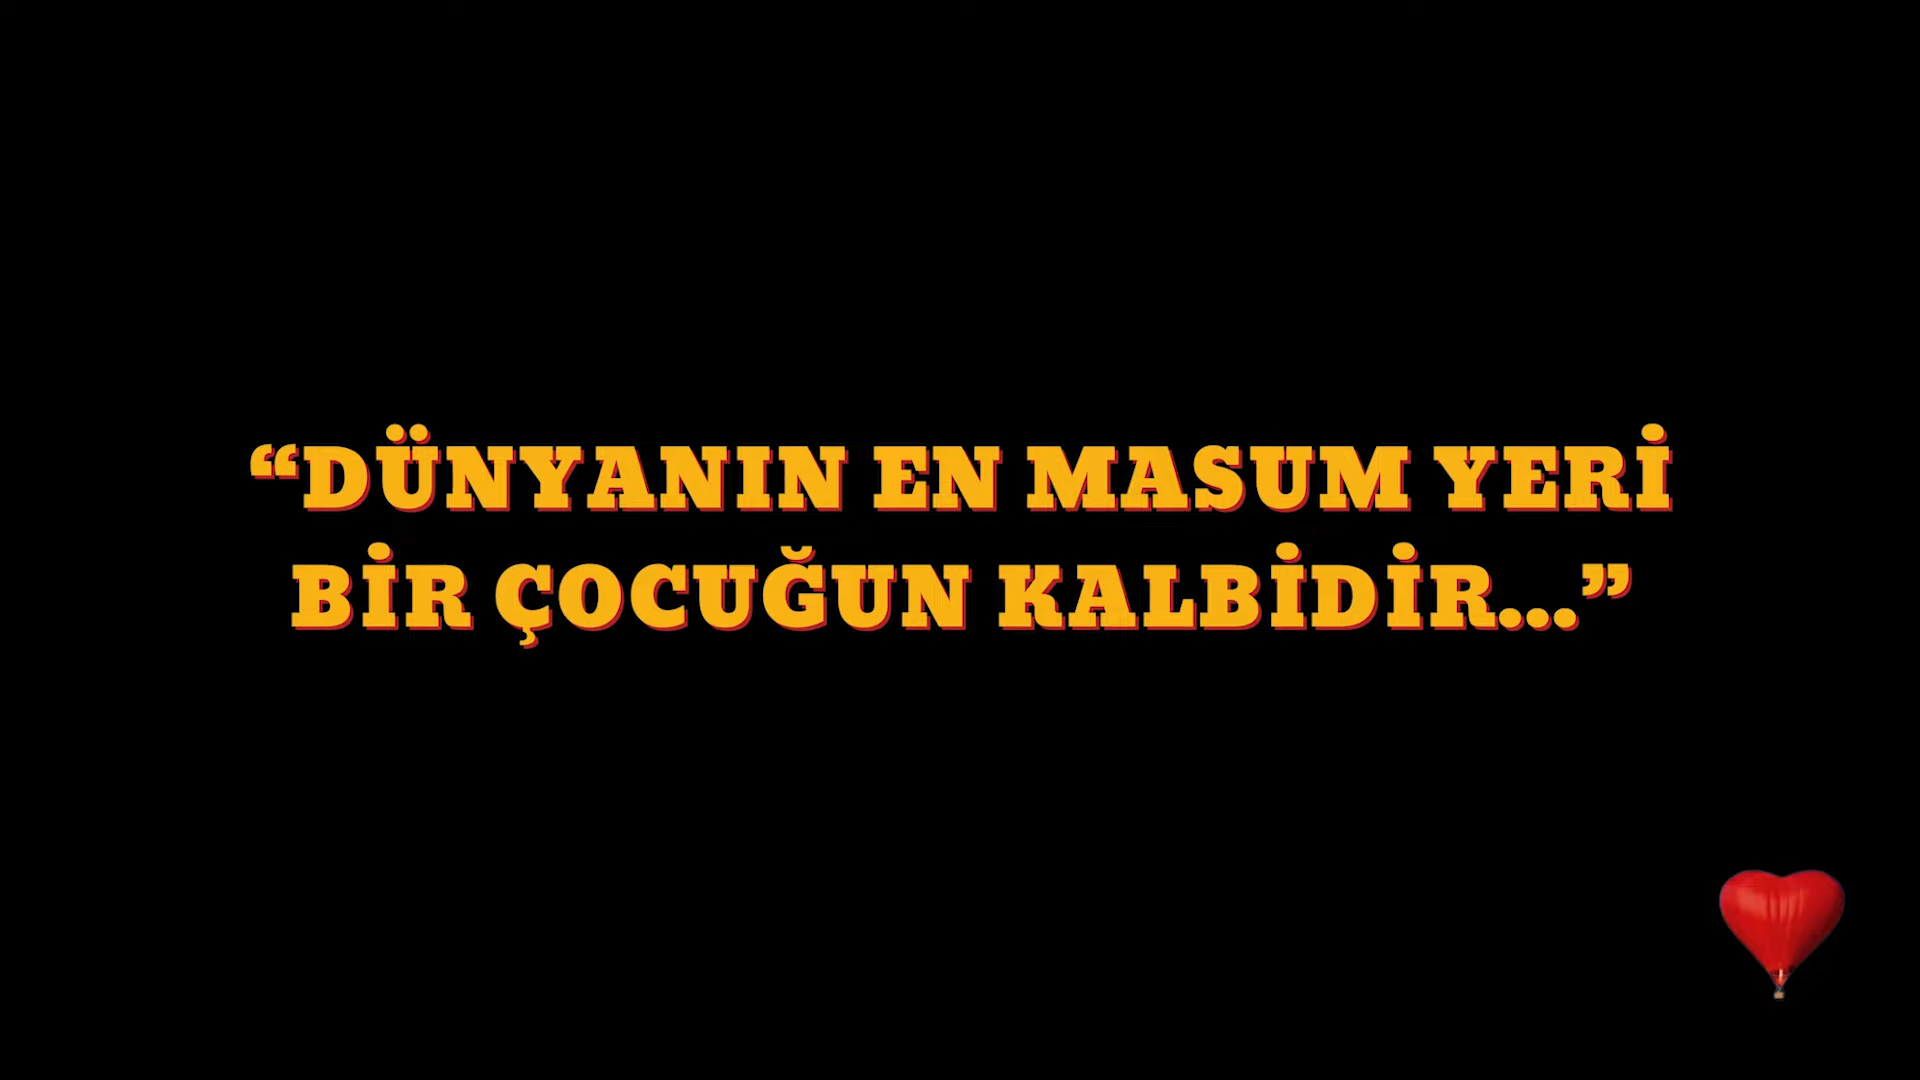 “DÜNYANIN EN MASUM YERİ
BİR ÇOCUĞUN KALBİDİR...”